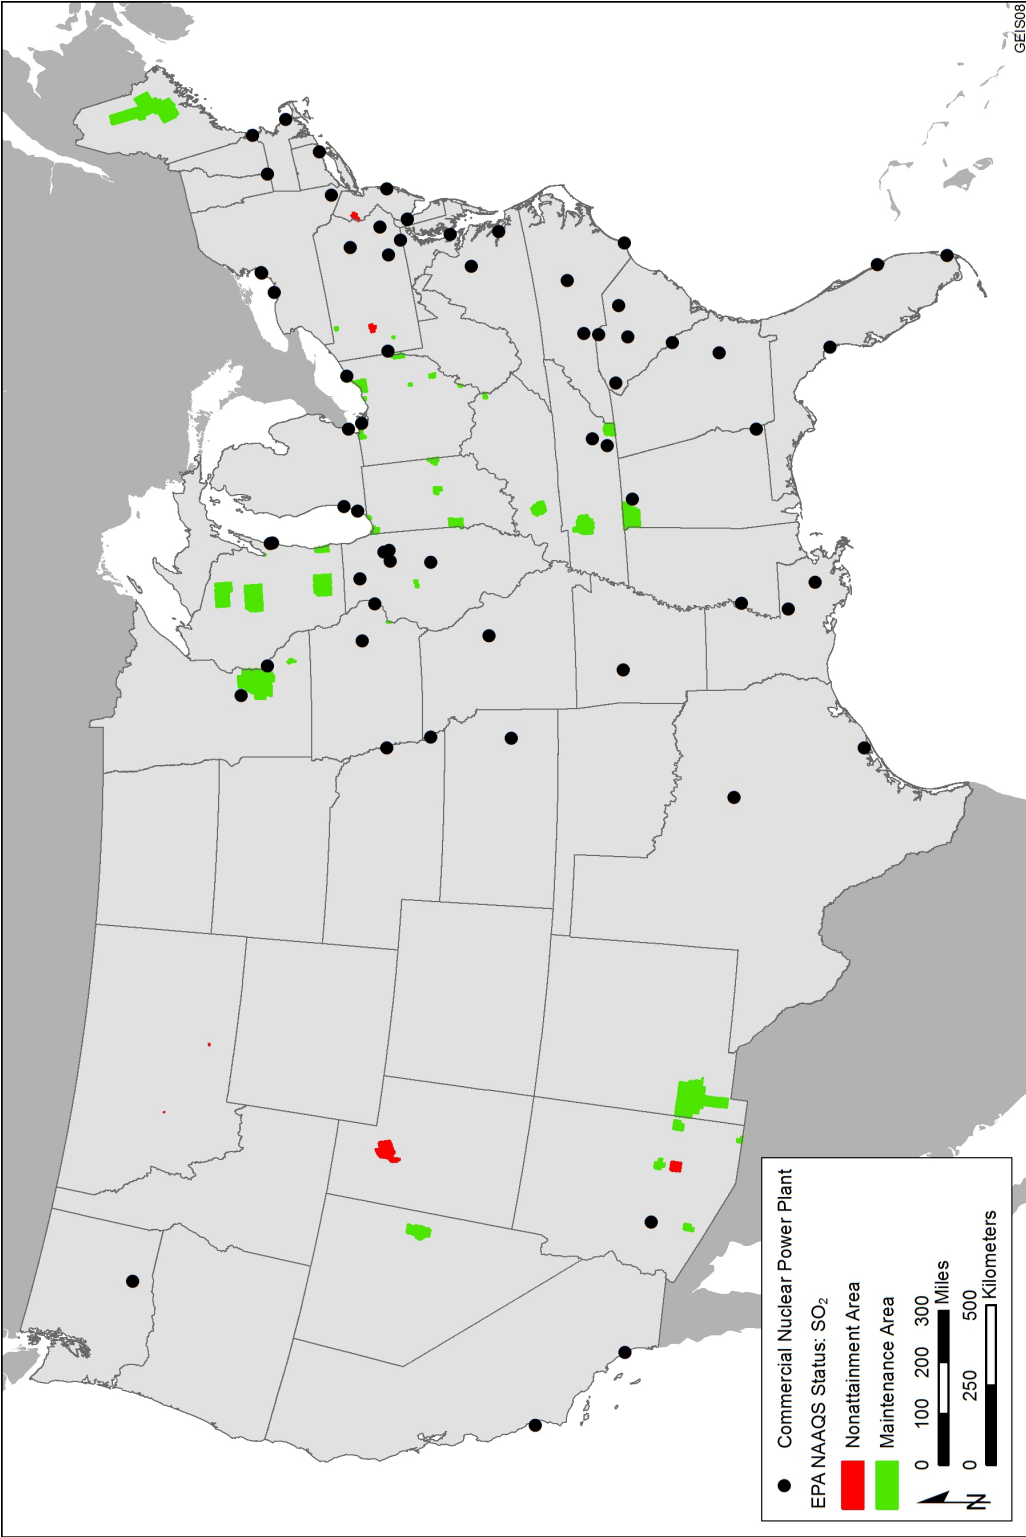 Commercial Nuclear Power Plant
EPA NAAQS Status: SO₂
Nonattainment Area
Maintenance Area
0 100 200 300
Miles
0 250 500
Kilometers
N
GEIS08